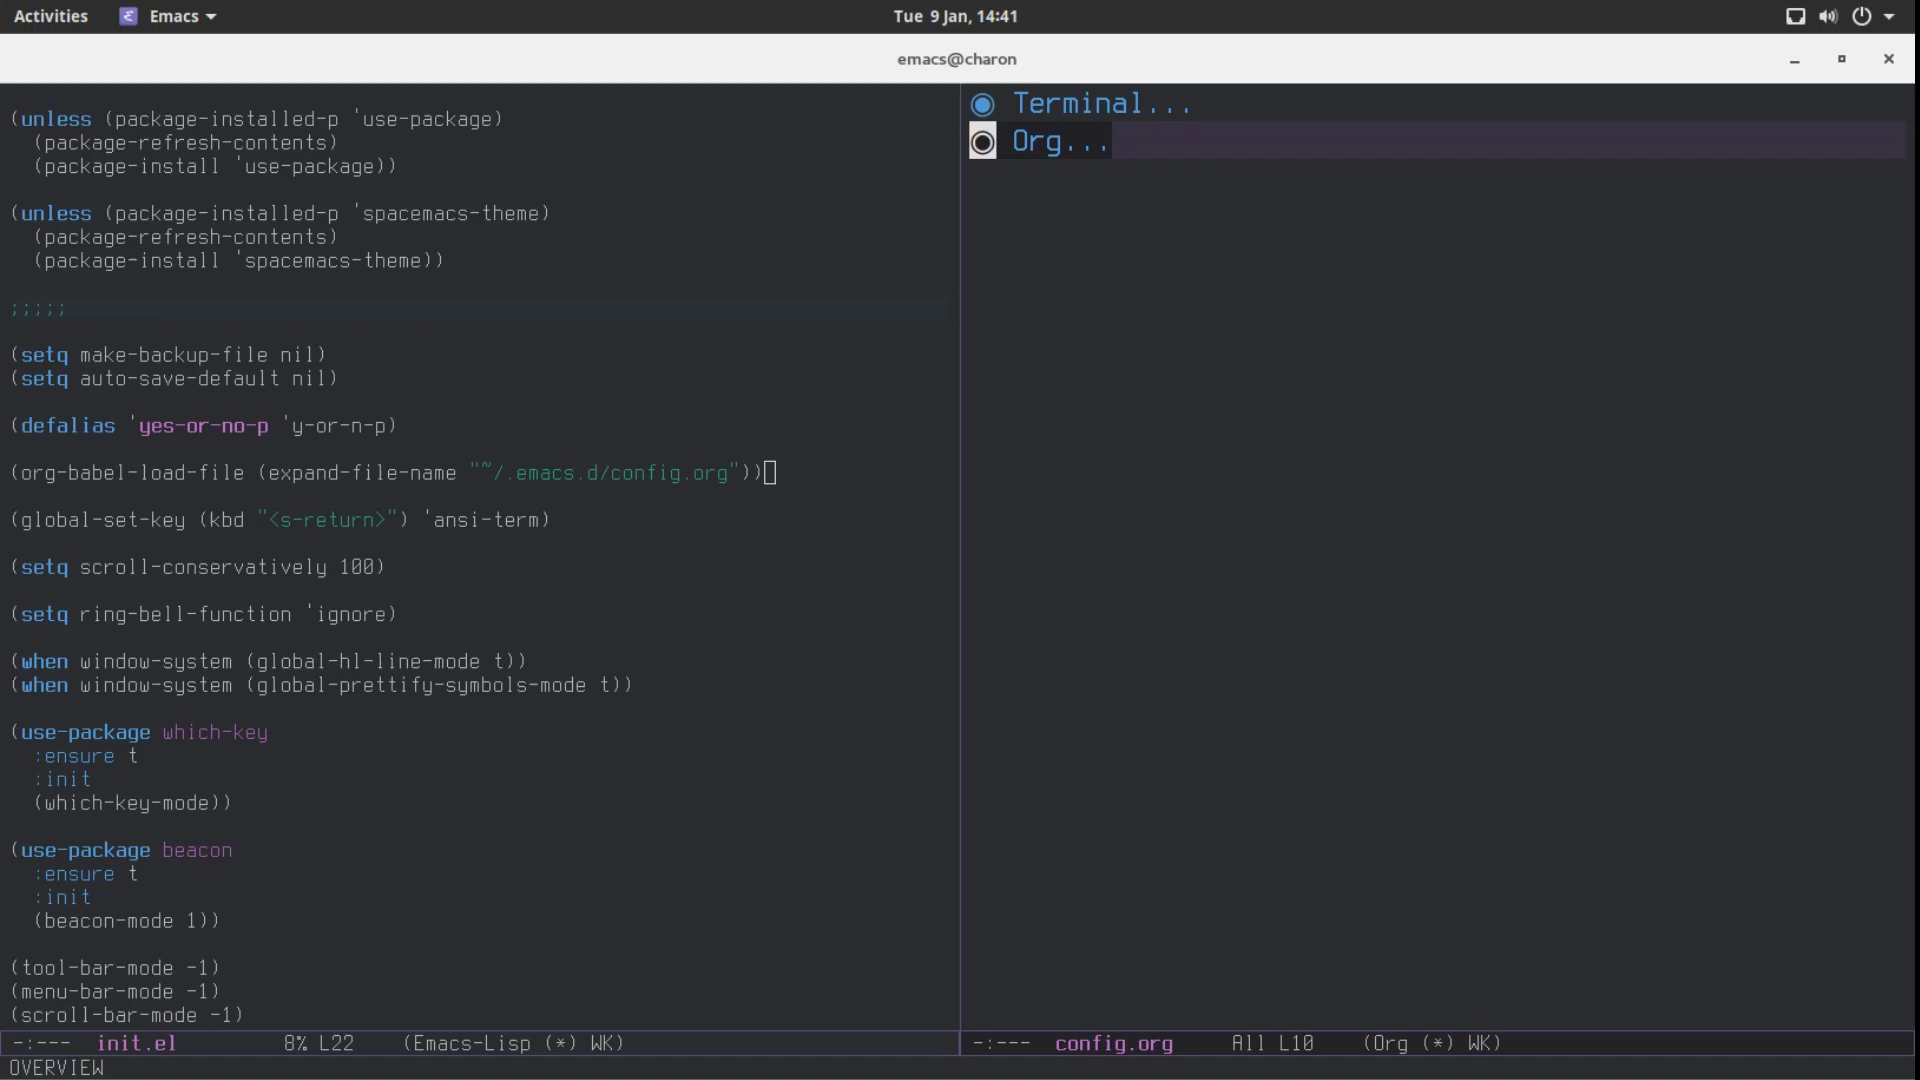 Activities Emacs Tue 9 Jan, 14:41
emacs@charon
(unless (package-installed-p 'use-package)
(package-refresh-contents)
(package-install 'use-package))
(unless (package-installed-p 'spacemacs-theme)
(package-refresh-contents)
(package-install 'spacemacs-theme))
;;;;;
(setq make-backup-file nil)
(setq auto-save-default nil)
(defalias 'yes-or-no-p 'y-or-n-p)
(org-babel-load-file (expand-file-name "~/.emacs.d/config.org"))
(global-set-key (kbd "<s-return>") 'ansi-term)
(setq scroll-conservatively 100)
(setq ring-bell-function 'ignore)
(when window-system (global-hl-line-mode t))
(when window-system (global-prettify-symbols-mode t))
(use-package which-key
:ensure t
:init
(which-key-mode))
(use-package beacon
:ensure t
:init
(beacon-mode 1))
(tool-bar-mode -1)
(menu-bar-mode -1)
(scroll-bar-mode -1)
-:--- init.el 8% L22 (Emacs-Lisp (*) WK)
Terminal...
Org...
-:--- config.org All L10 (Org (*) WK)
OVERVIEW